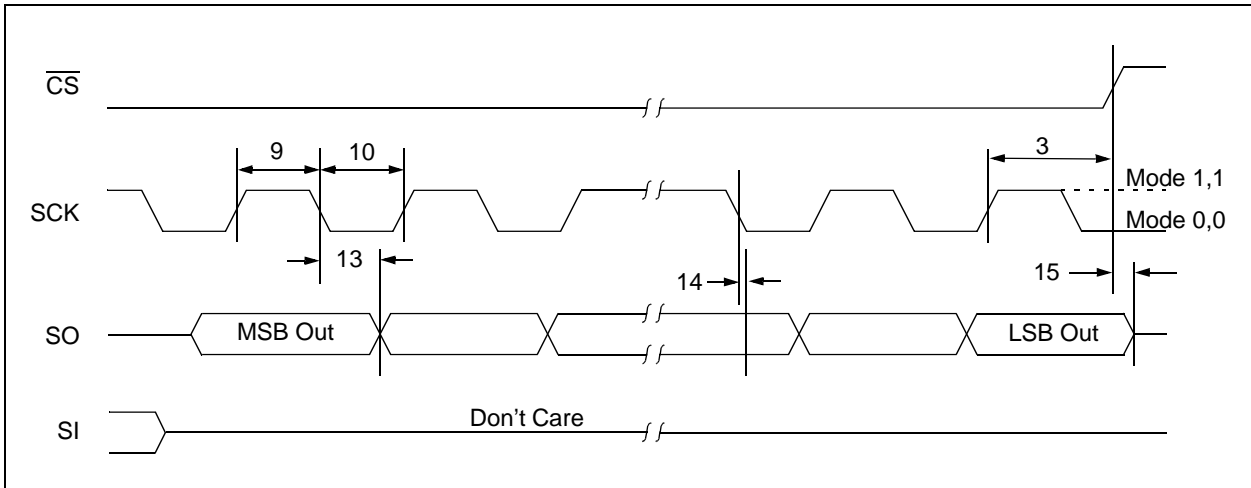 CS
9
10
3
Mode 1,1
SCK
Mode 0,0
13
14
15
SO
MSB Out
LSB Out
Don't Care
SI